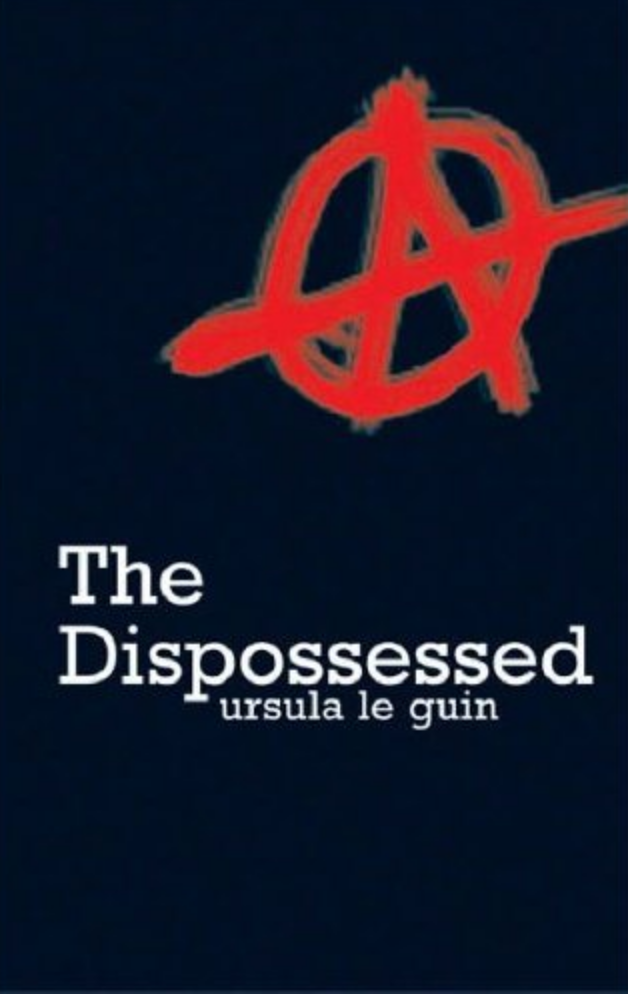 The
Dispossessed
ursula le guin